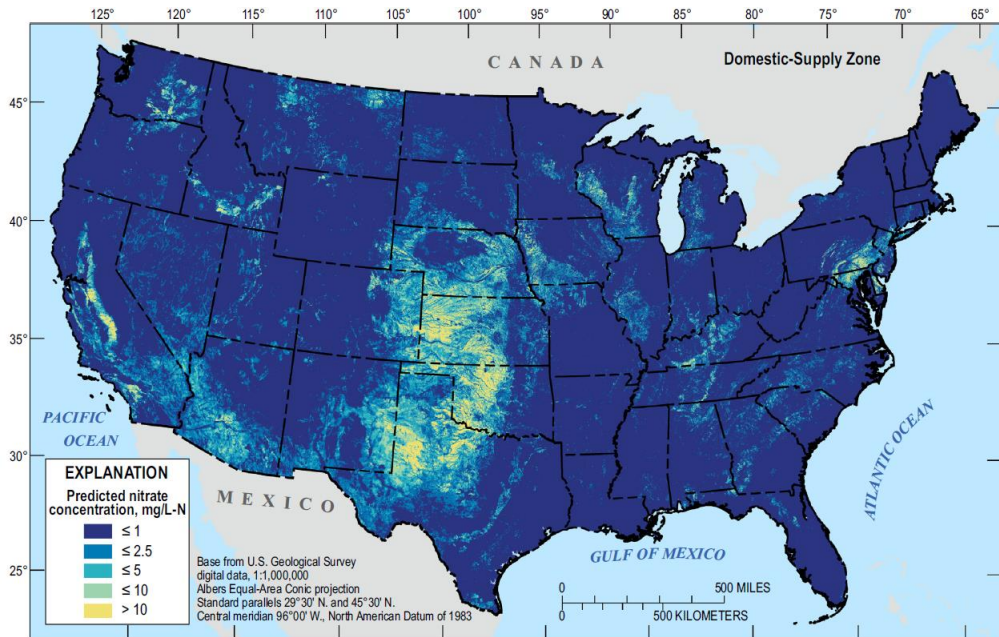 125° 120° 115° 110° 105° 100° 95° 90° 85° 80° 75° 70° 65°
CANADA
Domestic-Supply Zone
45°
40°
35°
30°
25°
PACIFIC
OCEAN
ATLANTIC OCEAN
MEXICO
GULF OF MEXICO
EXPLANATION
Predicted nitrate
concentration, mg/L-N
≤ 1
≤ 2.5
≤ 5
≤ 10
> 10
Base from U.S. Geological Survey
digital data, 1:1,000,000
Albers Equal-Area Conic projection
Standard parallels 29°30' N. and 45°30' N.
Central meridian 96°00' W., North American Datum of 1983
0 500 MILES
0 500 KILOMETERS